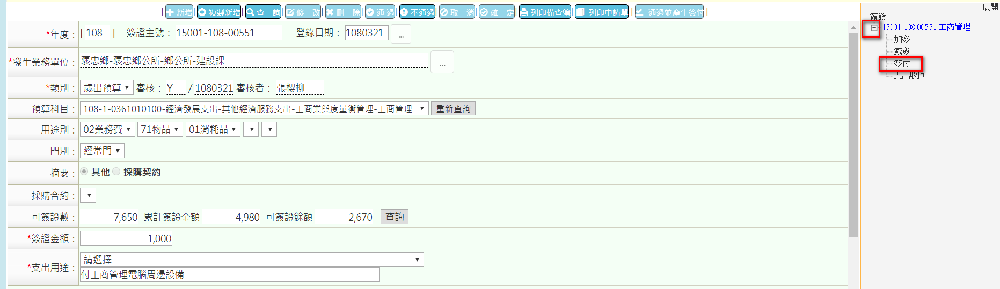 展開
| 新增 | 複製新增 | 查 詢 | 修 改 | 刪 除 | 通 過 | 不通過 | 取 消 | 確 定 | 列印備查簿 | 列印申請單 | 通過並產生簽付 |
簽證
15001-108-00551-工商管理
加簽
減簽
簽付
支出收回
*年度： [ 108 ] 簽證主號： 15001-108-00551 登錄日期： 1080321 ...
*發生業務單位： 褒忠鄉-褒忠鄉公所-鄉公所-建設課 ...
*類別： 歲出預算 審核： Y / 1080321 審核者： 張櫻柳
預算科目： 108-1-0361010100-經濟發展支出-其他經濟服務支出-工商業與度量衡管理-工商管理 重新查詢
用途別： 02業務費 71物品 01消耗品
門別： 經常門
摘要： 其他 採購契約
採購合約：
可簽證數： 7,650 累計簽證金額 4,980 可簽證餘額 2,670 查詢
*簽證金額： 1,000
*支出用途： 請選擇
付工商管理電腦周邊設備